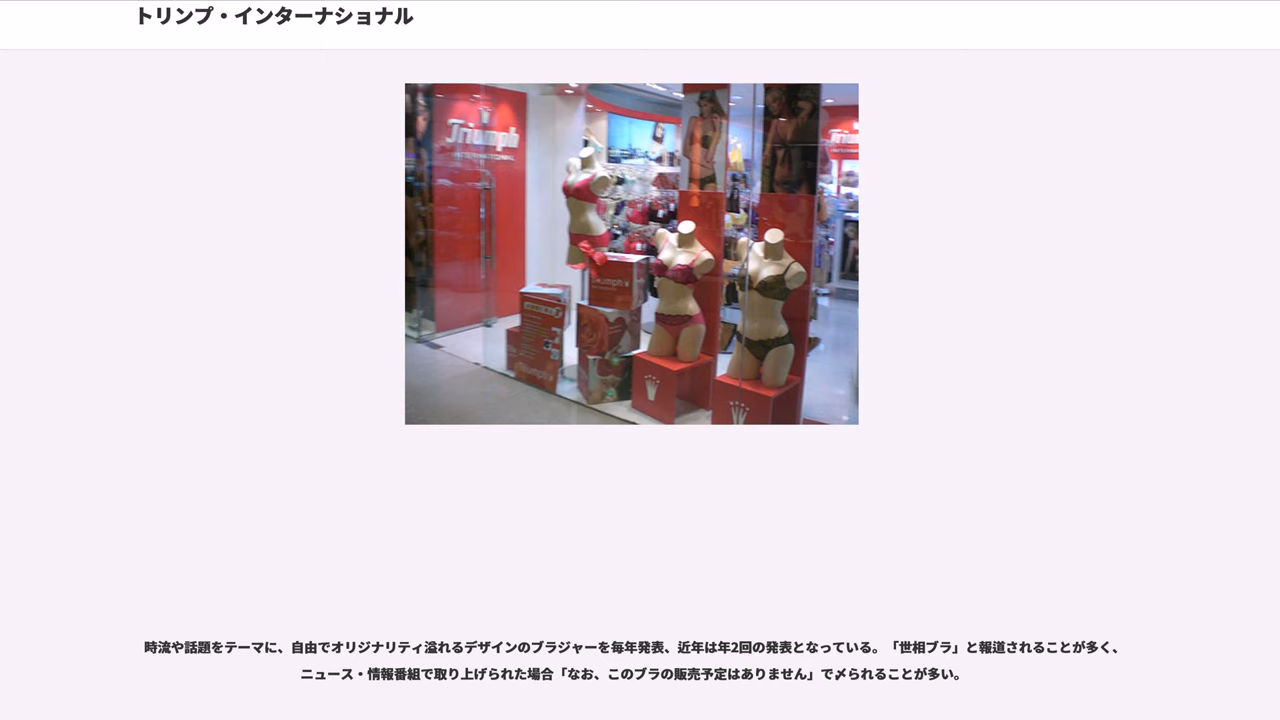 トリンプ・インターナショナル
Triumph
INTERNATIONAL
Triumph
時流や話題をテーマに、自由でオリジナリティ溢れるデザインのブラジャーを毎年発表、近年は年2回の発表となっている。「世相ブラ」と報道されることが多く、
ニュース・情報番組で取り上げられた場合「なお、このブラの販売予定はありません」で〆られることが多い。